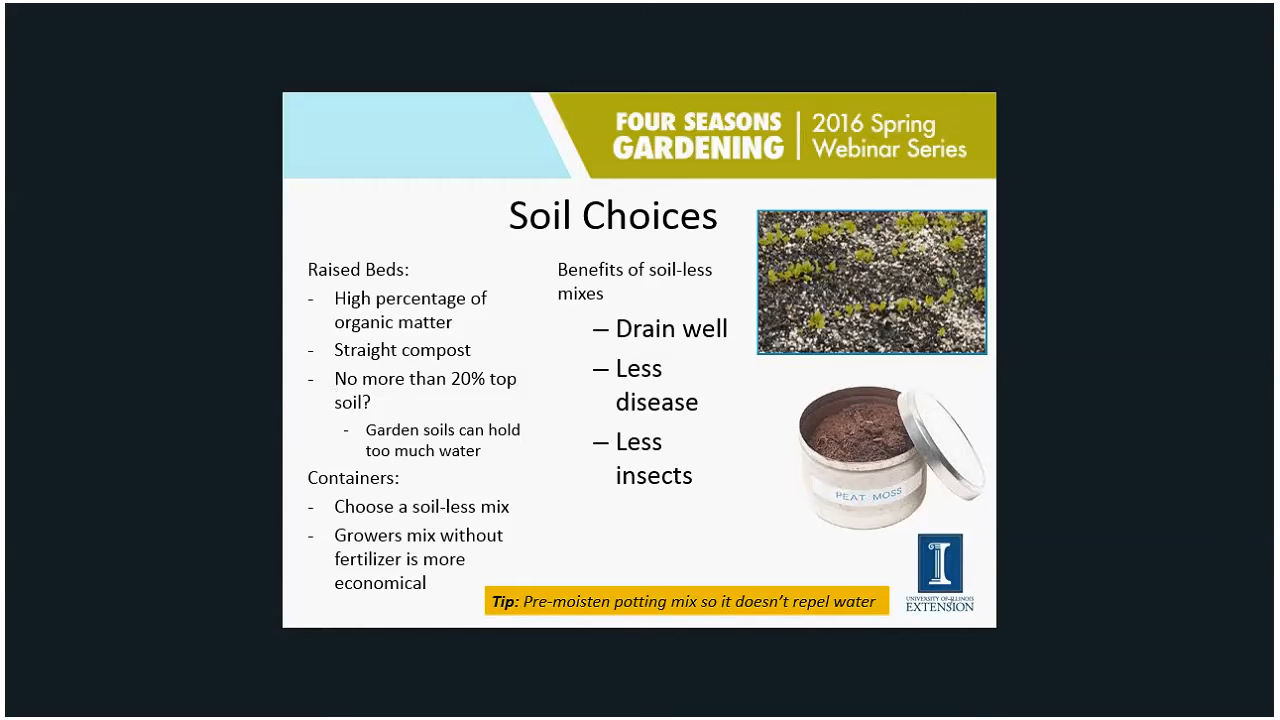 FOUR SEASONS
GARDENING
2016 Spring
Webinar Series
Soil Choices
Raised Beds:
- High percentage of
organic matter
- Straight compost
- No more than 20% top
soil?
- Garden soils can hold
too much water
Containers:
- Choose a soil-less mix
- Growers mix without
fertilizer is more
economical
Benefits of soil-less
mixes
– Drain well
– Less
disease
– Less
insects
PEAT MOSS
UNIVERSITY OF ILLINOIS
EXTENSION
Tip: Pre-moisten potting mix so it doesn't repel water